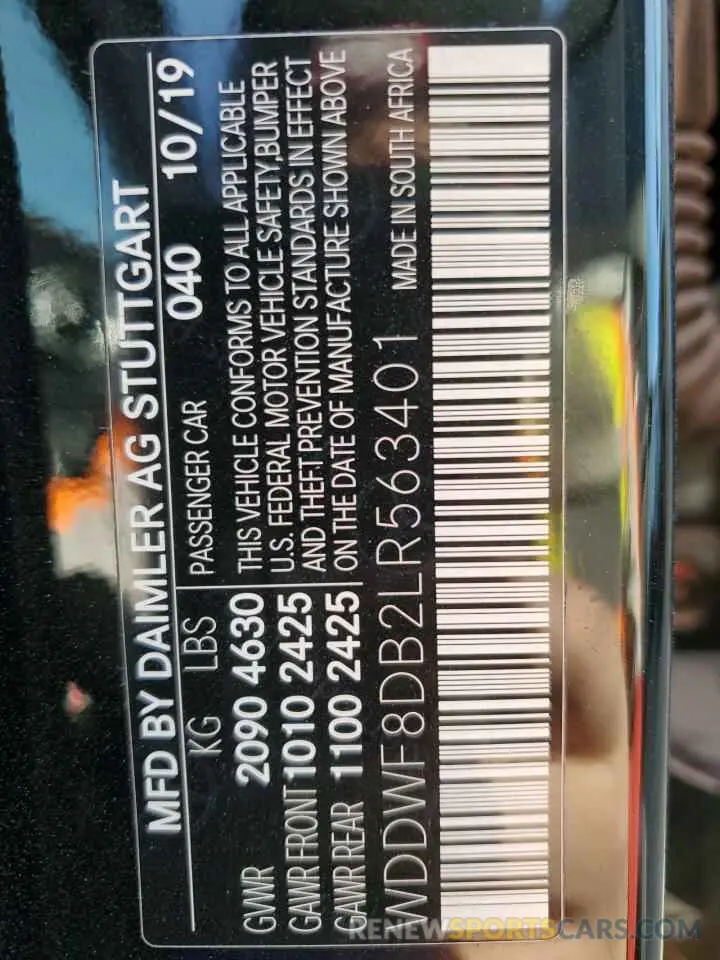 MFD BY DAIMLER AG STUTTGART
040 10/19
KG LBS PASSENGER CAR
GVWR 2090 4630 THIS VEHICLE CONFORMS TO ALL APPLICABLE
U.S. FEDERAL MOTOR VEHICLE SAFETY,BUMPER
GAWR FRONT 1010 2425 AND THEFT PREVENTION STANDARDS IN EFFECT
GAWR REAR 1100 2425 ON THE DATE OF MANUFACTURE SHOWN ABOVE
WDDWF8DB2LR563401 MADE IN SOUTH AFRICA
RENEWSPORTSCARS.COM